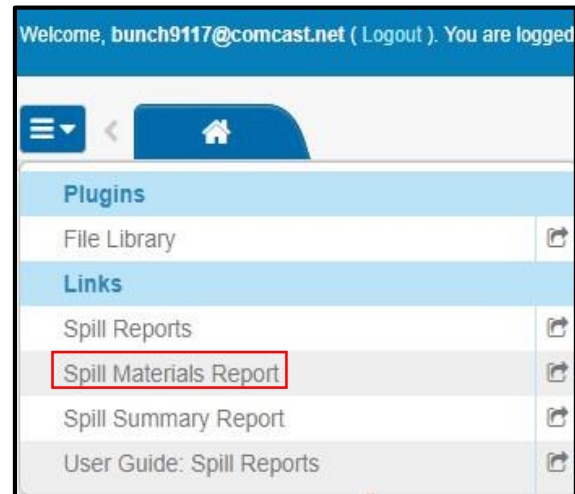 Welcome, bunch9117@comcast.net ( Logout ). You are logged
Plugins
File Library
Links
Spill Reports
Spill Materials Report
Spill Summary Report
User Guide: Spill Reports